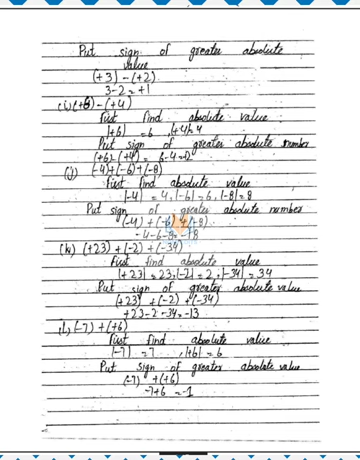 Put sign of greater absolute
value
(+3) - (+2)
3-2 = +1
(i) (+6) - (+4)
First find absolute value
|+6| = 6, |+4| = 4
Put sign of greater absolute number
(+6) - (+4) = 6-4=2
(j) (-4)+(-6)+(-8)
First find absolute value
|-4| = 4, |-6| = 6, |-8| = 8
Put sign of greater absolute number
(-4) + (-6) + (-8)
-4-6-8=-18
(k) (+23) + (-2) + (-34)
First find absolute value
|+23| = 23, |-2| = 2, |-34| = 34
Put sign of greater absolute value
(+23) + (-2) + (-34)
+23-2-34=-13
(l) (-7) + (+6)
First find absolute value
|-7| = 7, |+6| = 6
Put sign of greater absolute value
(-7) + (+6)
-7+6 = -1